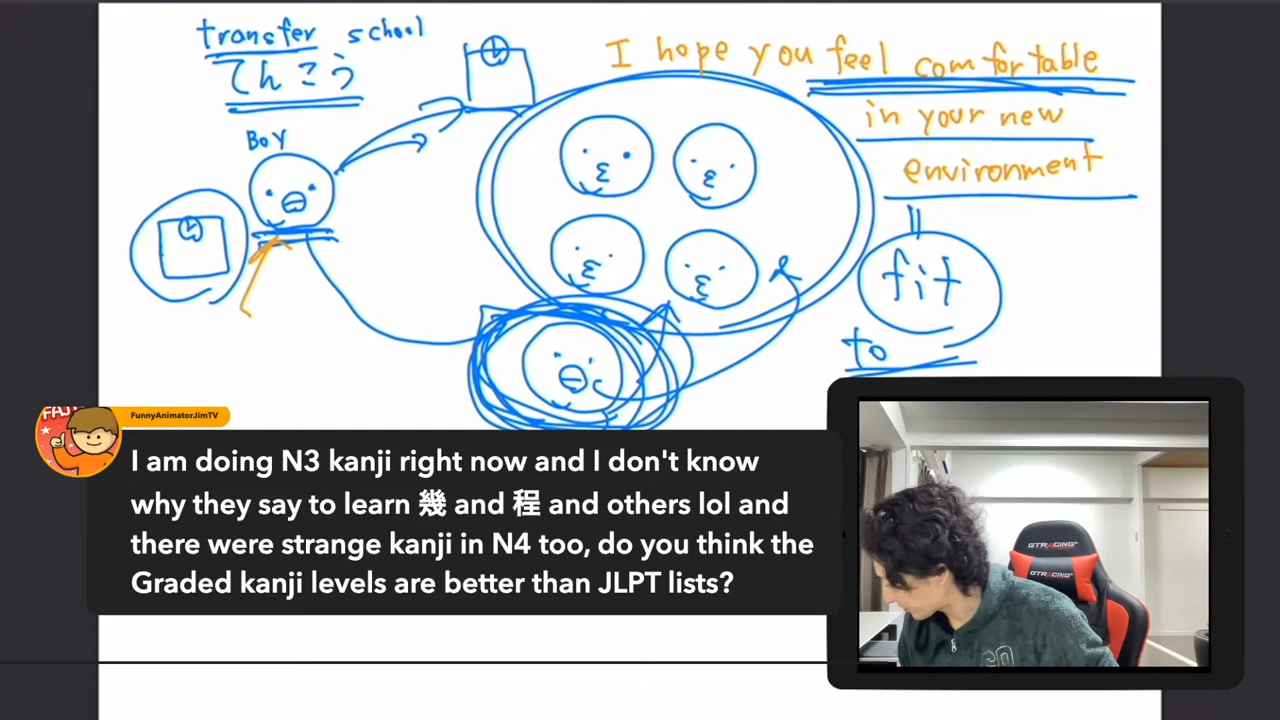 transfer school
てんこう
I hope you feel comfortable
in your new
environment
BOY
fit
to
FAJ
FunnyAnimatorJimTV
I am doing N3 kanji right now and I don't know
why they say to learn 幾 and 程 and others lol and
there were strange kanji in N4 too, do you think the
Graded kanji levels are better than JLPT lists?
GTRACING
GTRACING